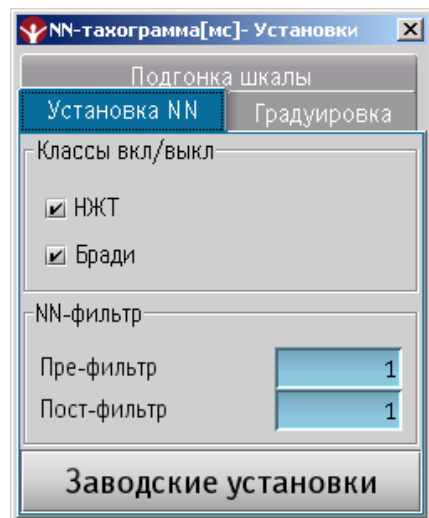 NN-тахограмма[мс]- Установки
Подгонка шкалы
Установка NN Градуировка
Классы вкл/выкл
НЖТ
Бради
NN-фильтр
Пре-фильтр 1
Пост-фильтр 1
Заводские установки